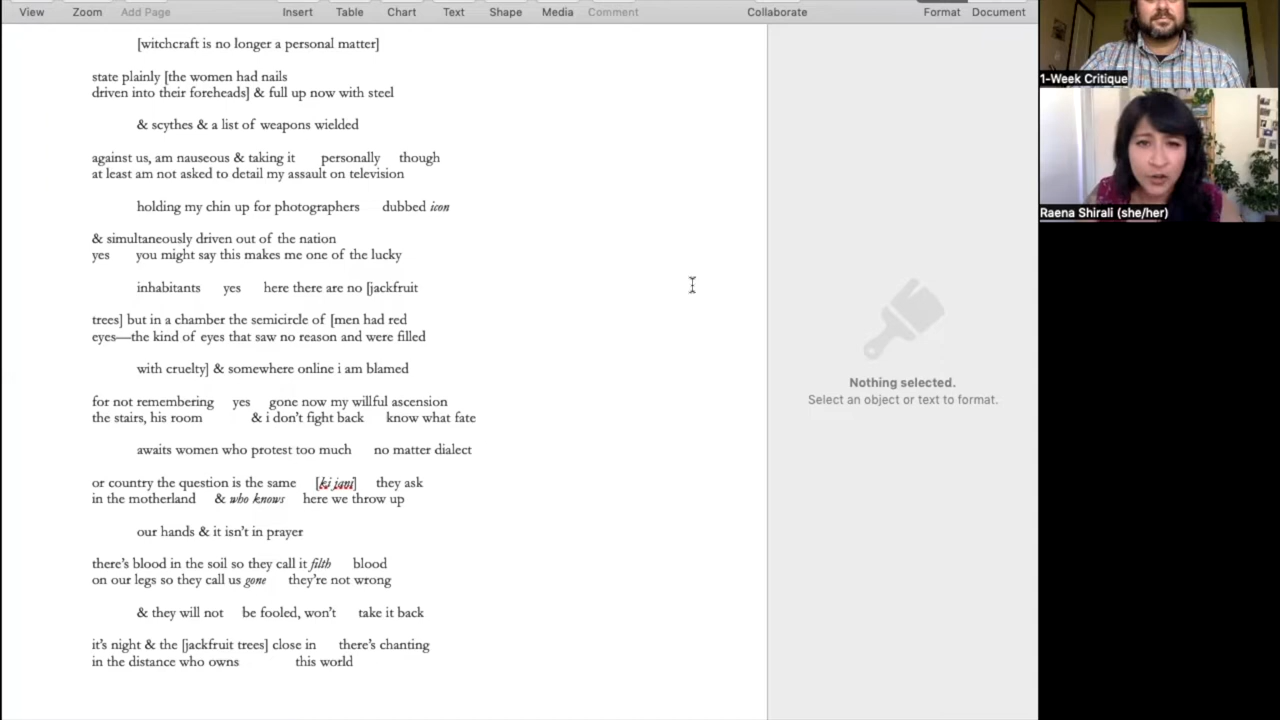 View Zoom Add Page Insert Table Chart Text Shape Media Comment Collaborate Format Document
[witchcraft is no longer a personal matter]
state plainly [the women had nails
driven into their foreheads] & full up now with steel
& scythes & a list of weapons wielded
against us, am nauseous & taking it personally though
at least am not asked to detail my assault on television
holding my chin up for photographers dubbed icon
& simultaneously driven out of the nation
yes you might say this makes me one of the lucky
inhabitants yes here there are no [jackfruit
trees] but in a chamber the semicircle of [men had red
eyes—the kind of eyes that saw no reason and were filled
with cruelty] & somewhere online i am blamed
for not remembering yes gone now my willful ascension
the stairs, his room & i don't fight back know what fate
awaits women who protest too much no matter dialect
or country the question is the same [ki jani] they ask
in the motherland & who knows here we throw up
our hands & it isn't in prayer
there's blood in the soil so they call it filth blood
on our legs so they call us gone they're not wrong
& they will not be fooled, won't take it back
it's night & the [jackfruit trees] close in there's chanting
in the distance who owns this world
Nothing selected.
Select an object or text to format.
1-Week Critique
Raena Shirali (she/her)